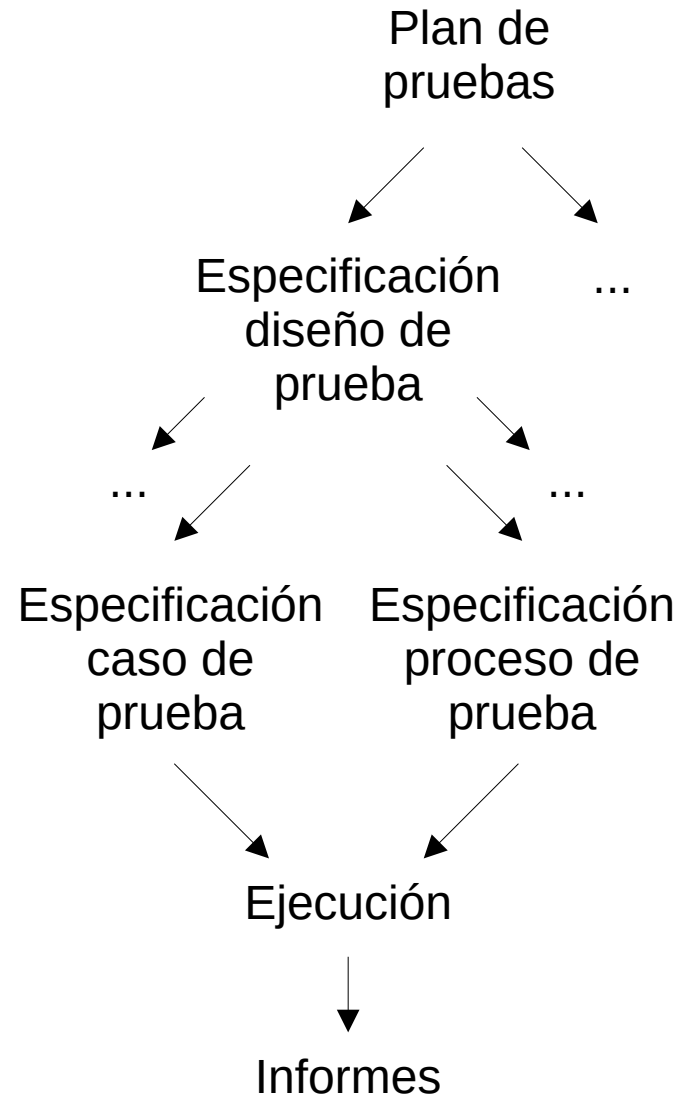 Plan de
pruebas
Especificación
diseño de
prueba
...
...
...
Especificación
caso de
prueba
Especificación
proceso de
prueba
Ejecución
Informes